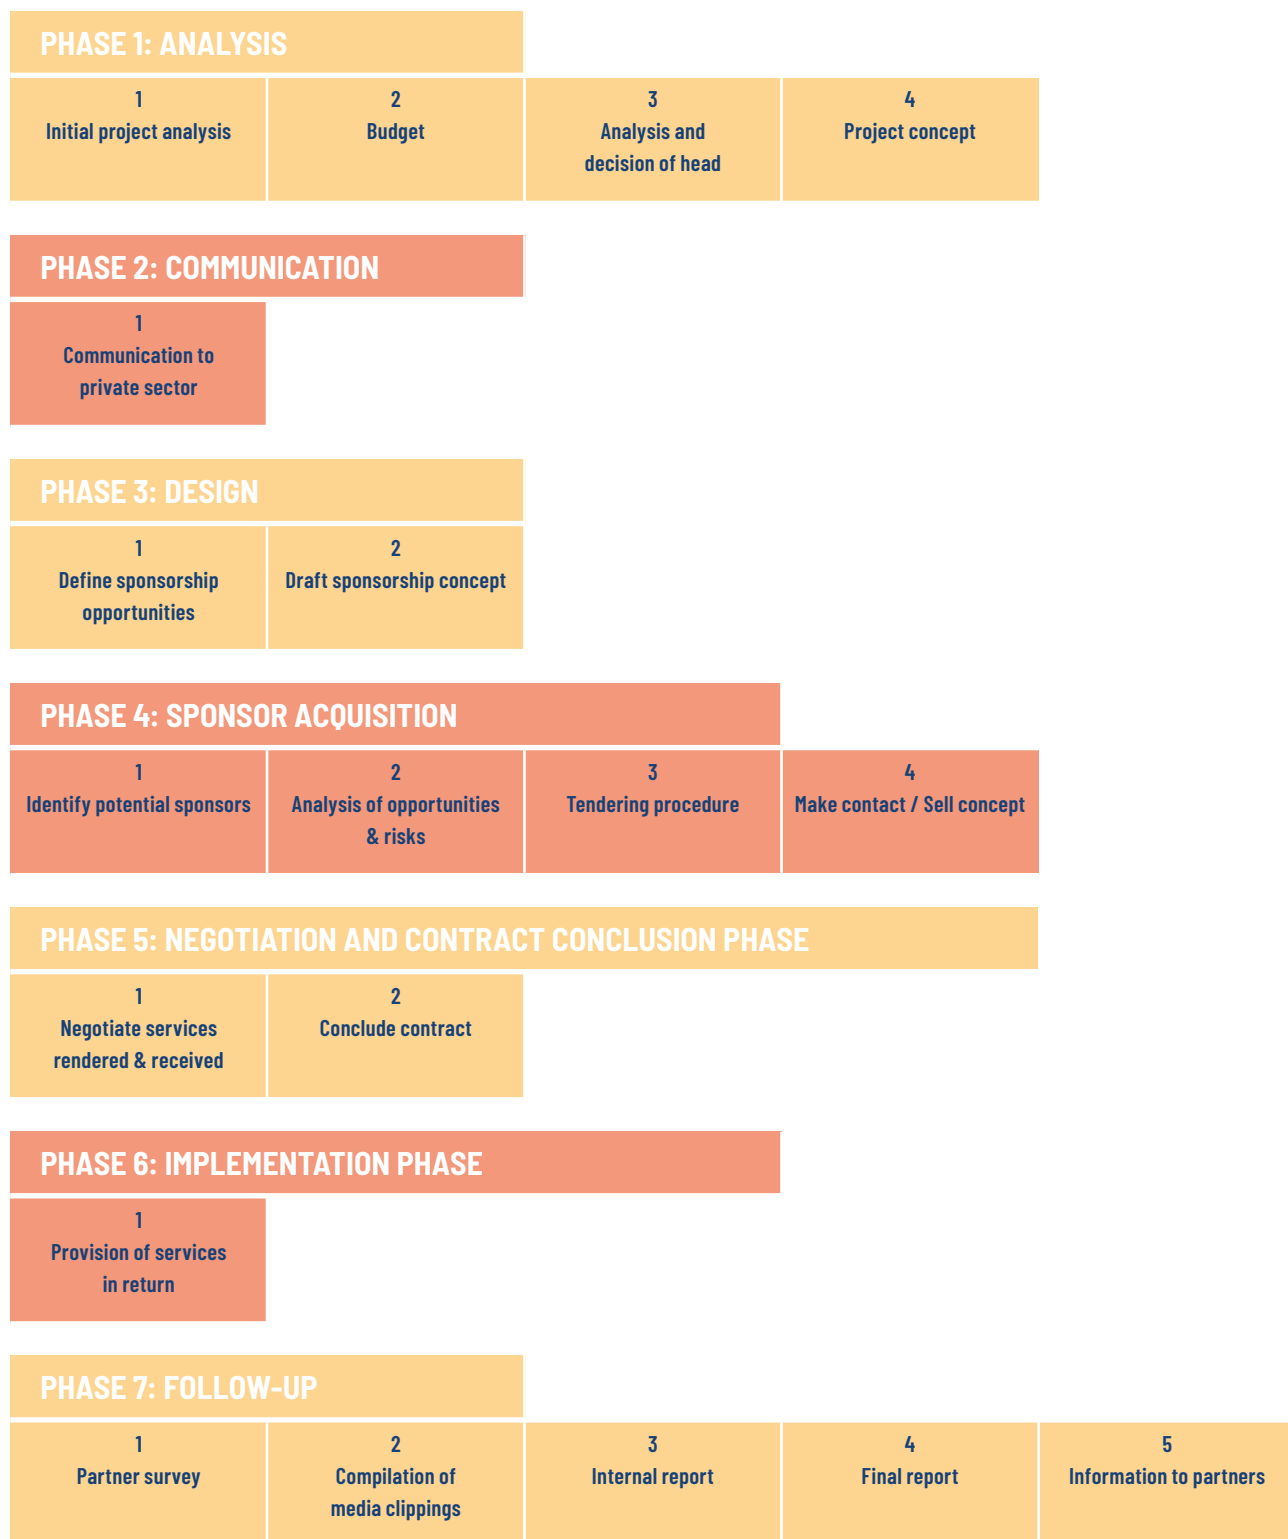 PHASE 1: ANALYSIS
1
Initial project analysis
2
Budget
3
Analysis and
decision of head
4
Project concept
PHASE 2: COMMUNICATION
1
Communication to
private sector
PHASE 3: DESIGN
1
Define sponsorship
opportunities
2
Draft sponsorship concept
PHASE 4: SPONSOR ACQUISITION
1
Identify potential sponsors
2
Analysis of opportunities
& risks
3
Tendering procedure
4
Make contact / Sell concept
PHASE 5: NEGOTIATION AND CONTRACT CONCLUSION PHASE
1
Negotiate services
rendered & received
2
Conclude contract
PHASE 6: IMPLEMENTATION PHASE
1
Provision of services
in return
PHASE 7: FOLLOW-UP
1
Partner survey
2
Compilation of
media clippings
3
Internal report
4
Final report
5
Information to partners